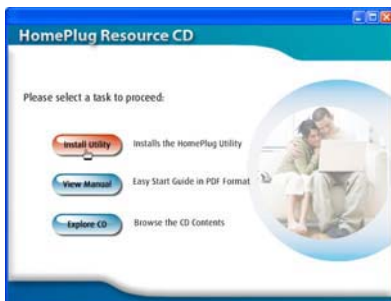 HomePlug Resource CD
Please select a task to proceed:
Install Utility Installs the HomePlug Utility
View Manual Easy Start Guide in PDF Format
Explore CD Browse the CD Contents